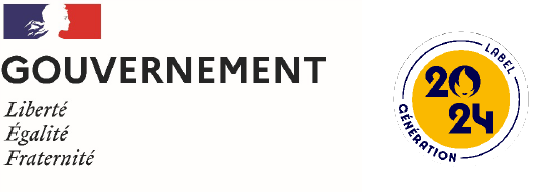 GOUVERNEMENT
Liberté
Égalité
Fraternité
LABEL
20
24
GÉNÉRATION